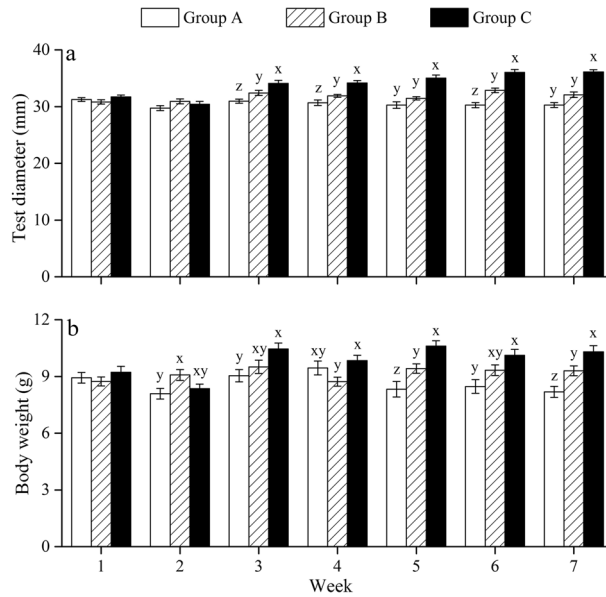 Group A Group B Group C
a
Test diameter (mm)
40
30
20
10
0
z y x z y x y y x z y x y y x
b
Body weight (g)
12
9
6
3
0
y x xy y xy x xy y x z y x y xy x z y x
1 2 3 4 5 6 7
Week